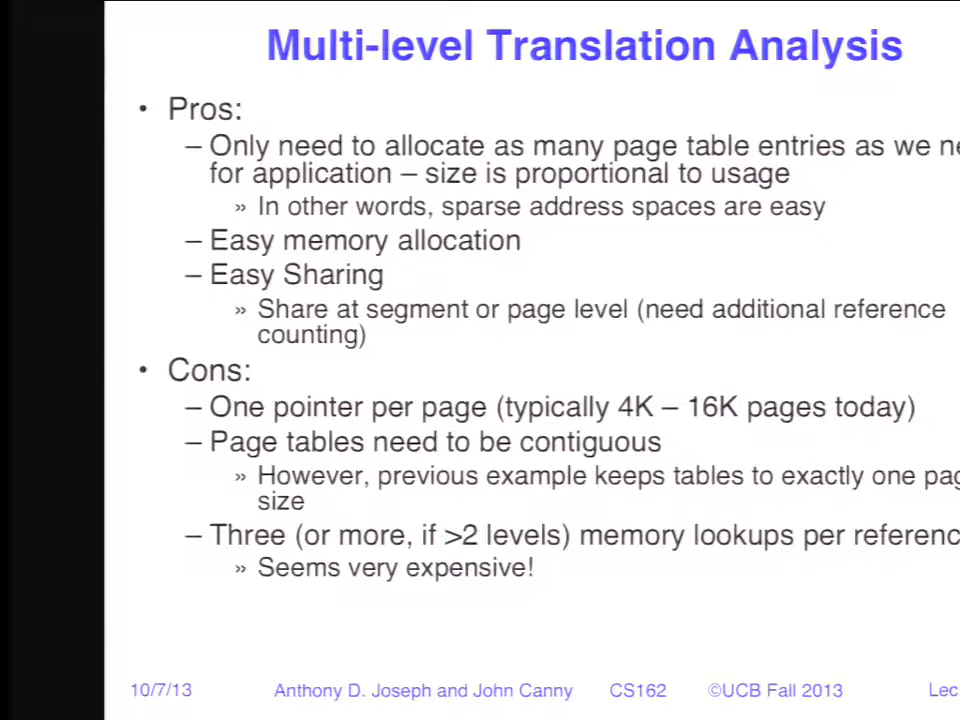 Multi-level Translation Analysis
• Pros:
– Only need to allocate as many page table entries as we
for application – size is proportional to usage
» In other words, sparse address spaces are easy
– Easy memory allocation
– Easy Sharing
» Share at segment or page level (need additional reference
counting)
• Cons:
– One pointer per page (typically 4K – 16K pages today)
– Page tables need to be contiguous
» However, previous example keeps tables to exactly one
size
– Three (or more, if >2 levels) memory lookups per
» Seems very expensive!
10/7/13 Anthony D. Joseph and John Canny CS162 ©UCB Fall 2013